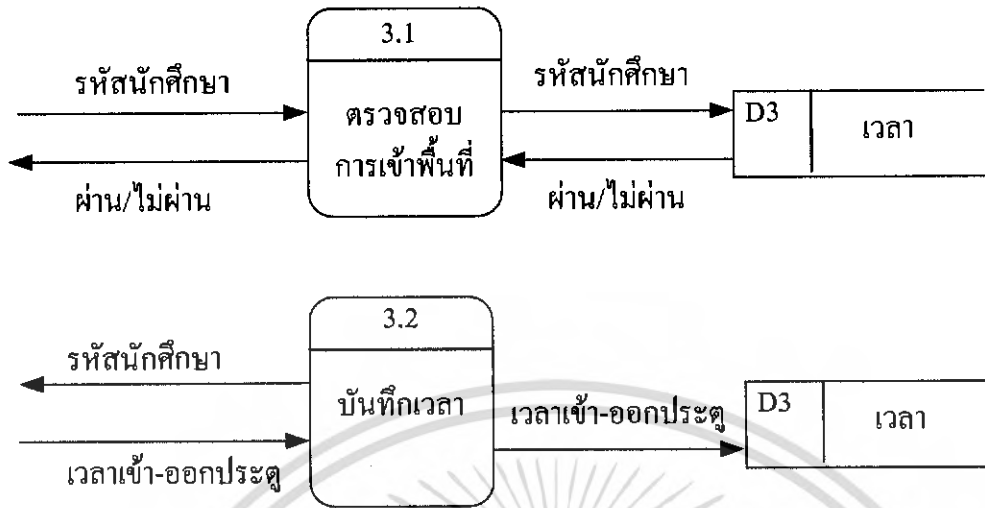 3.1
รหัสนักศึกษา
รหัสนักศึกษา
ตรวจสอบ
การเข้าพื้นที่
D3
เวลา
ผ่าน/ไม่ผ่าน
ผ่าน/ไม่ผ่าน
3.2
รหัสนักศึกษา
บันทึกเวลา
เวลาเข้า-ออกประตู
D3
เวลา
เวลาเข้า-ออกประตู